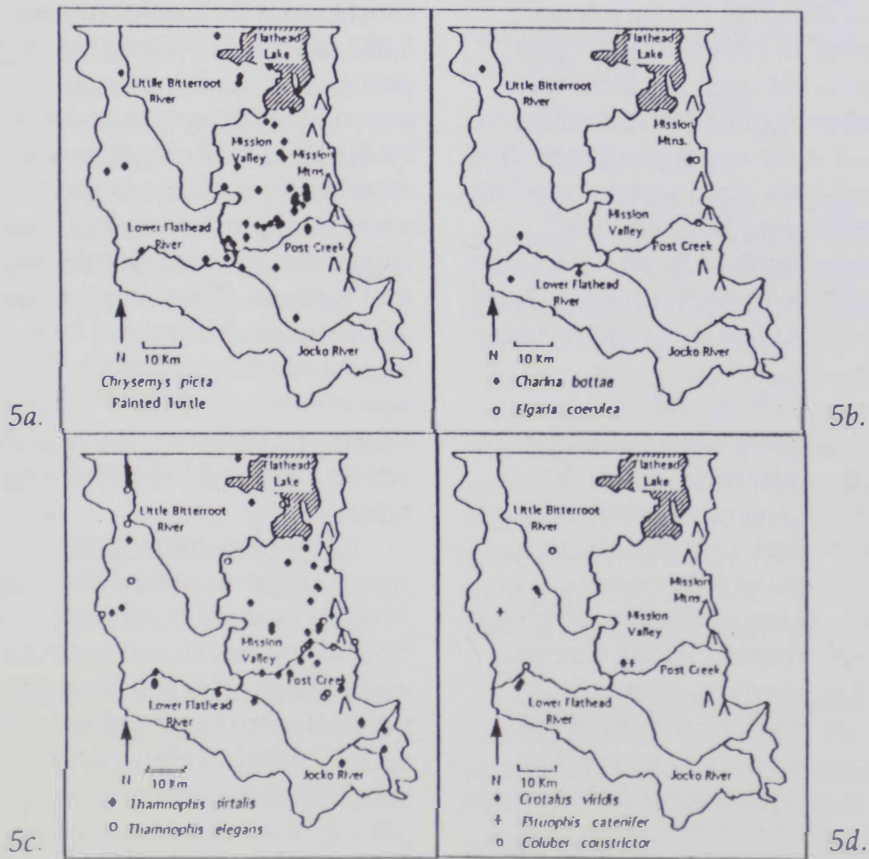 Flathead
Lake
Little Bitterroot
River
Mission
Valley
Mission
Mtns.
Lower Flathead
River
Post Creek
N
10 Km
Jocko River
Chrysemys picta
Painted Turtle
5a.
Flathead
Lake
Little Bitterroot
River
Mission
Mtns.
Mission
Valley
Post Creek
Lower Flathead
River
N
10 Km
Jocko River
Charina bottae
Elgaria coerulea
5b.
Flathead
Lake
Little Bitterroot
River
Mission
Valley
Post Creek
Lower Flathead
River
N
10 Km
Jocko River
Thamnophis sirtalis
Thamnophis elegans
5c.
Flathead
Lake
Little Bitterroot
River
Mission
Mtns.
Mission
Valley
Post Creek
Lower Flathead
River
N
10 Km
Jocko River
Crotalus viridis
Pituophis catenifer
Coluber constrictor
5d.